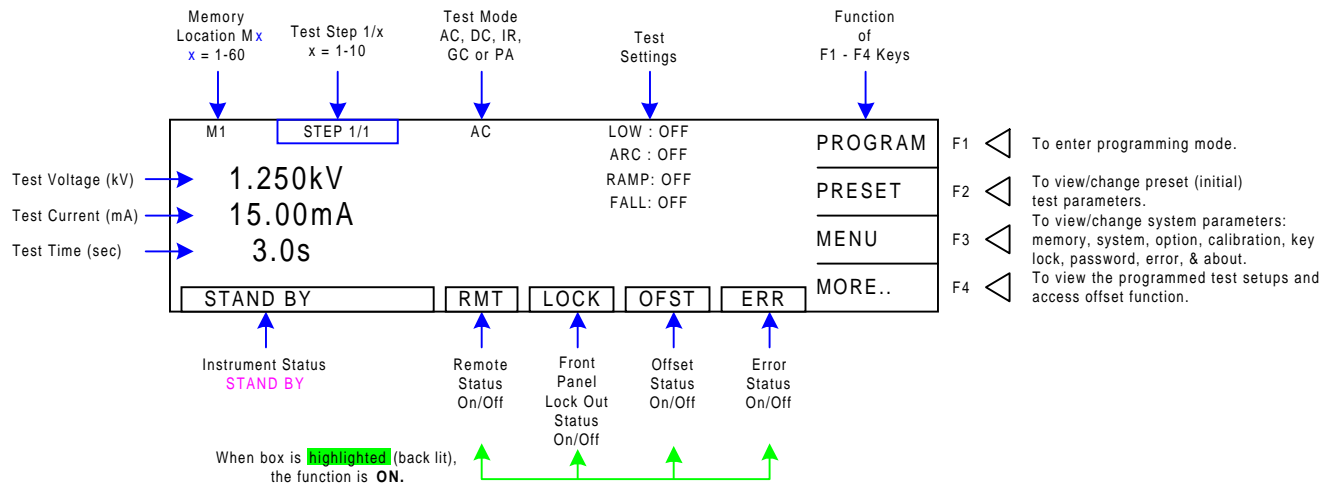 Memory
Location Mx
x = 1-60
Test Step 1/x
x = 1-10
Test Mode
AC, DC, IR,
GC or PA
Test
Settings
Function
of
F1 - F4 Keys
M1
STEP 1/1
AC
LOW : OFF
ARC : OFF
RAMP: OFF
FALL: OFF
Test Voltage (kV)
1.250kV
Test Current (mA)
15.00mA
Test Time (sec)
3.0s
PROGRAM
F1
To enter programming mode.
PRESET
F2
To view/change preset (initial)
test parameters.
MENU
F3
To view/change system parameters:
memory, system, option, calibration, key
lock, password, error, & about.
MORE..
F4
To view the programmed test setups and
access offset function.
STAND BY
RMT
LOCK
OFST
ERR
Instrument Status
STAND BY
Remote
Status
On/Off
Front
Panel
Lock Out
Status
On/Off
Offset
Status
On/Off
Error
Status
On/Off
When box is highlighted (back lit),
the function is ON.